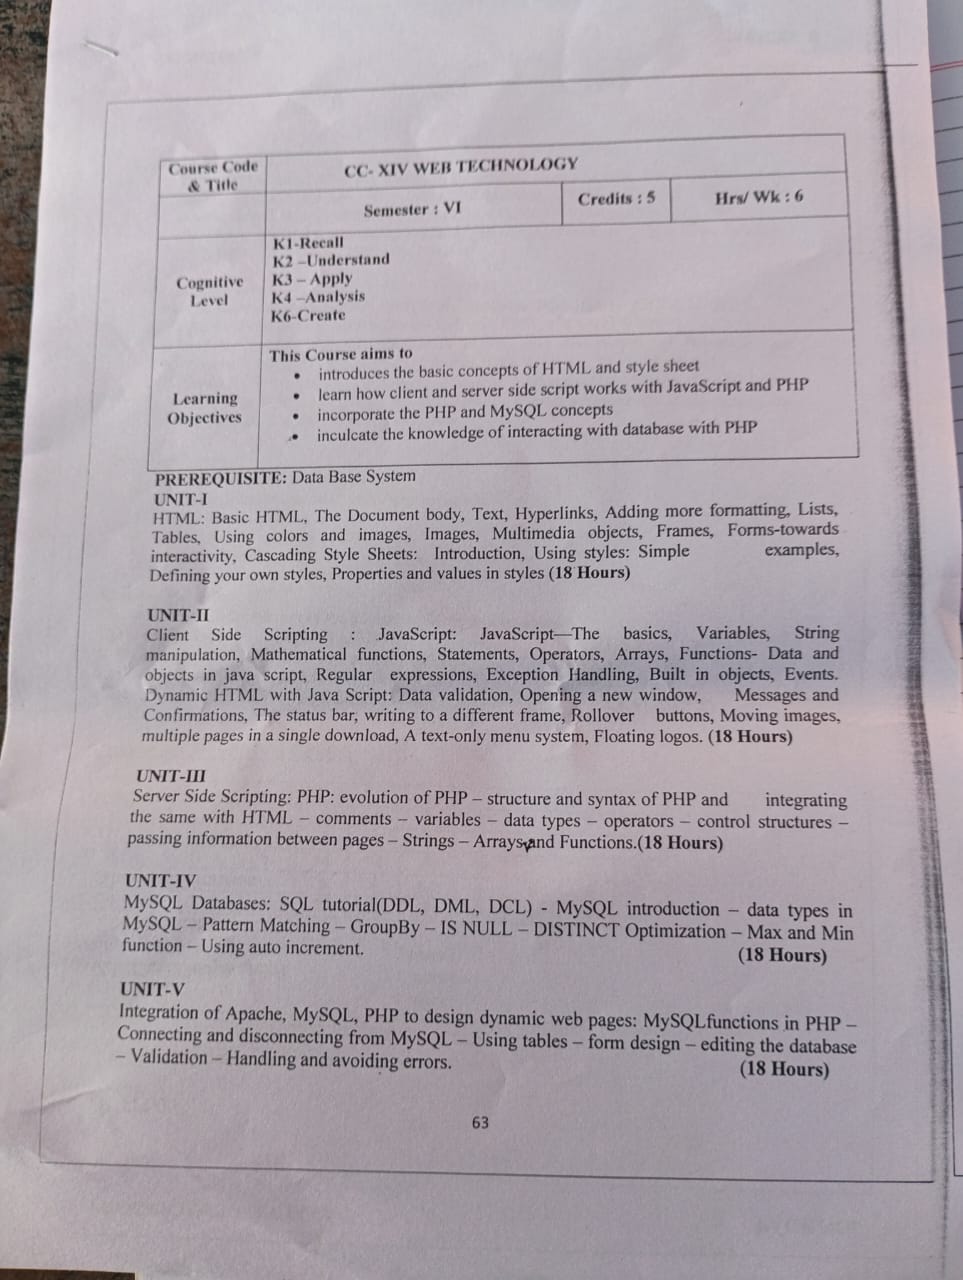 Course Code
& Title
CC- XIV WEB TECHNOLOGY
Semester : VI
Credits : 5
Hrs/ Wk : 6
Cognitive
Level
K1-Recall
K2 –Understand
K3 – Apply
K4 –Analysis
K6-Create
Learning
Objectives
This Course aims to
• introduces the basic concepts of HTML and style sheet
• learn how client and server side script works with JavaScript and PHP
• incorporate the PHP and MySQL concepts
• inculcate the knowledge of interacting with database with PHP
PREREQUISITE: Data Base System
UNIT-I
HTML: Basic HTML, The Document body, Text, Hyperlinks, Adding more formatting, Lists,
Tables, Using colors and images, Images, Multimedia objects, Frames, Forms-towards
interactivity, Cascading Style Sheets: Introduction, Using styles: Simple examples,
Defining your own styles, Properties and values in styles (18 Hours)
UNIT-II
Client Side Scripting : JavaScript: JavaScript—The basics, Variables, String
manipulation, Mathematical functions, Statements, Operators, Arrays, Functions- Data and
objects in java script, Regular expressions, Exception Handling, Built in objects, Events.
Dynamic HTML with Java Script: Data validation, Opening a new window, Messages and
Confirmations, The status bar, writing to a different frame, Rollover buttons, Moving images,
multiple pages in a single download, A text-only menu system, Floating logos. (18 Hours)
UNIT-III
Server Side Scripting: PHP: evolution of PHP – structure and syntax of PHP and integrating
the same with HTML – comments – variables – data types – operators – control structures –
passing information between pages – Strings – Arrays and Functions.(18 Hours)
UNIT-IV
MySQL Databases: SQL tutorial(DDL, DML, DCL) - MySQL introduction – data types in
MySQL – Pattern Matching – GroupBy – IS NULL – DISTINCT Optimization – Max and Min
function – Using auto increment. (18 Hours)
UNIT-V
Integration of Apache, MySQL, PHP to design dynamic web pages: MySQLfunctions in PHP –
Connecting and disconnecting from MySQL – Using tables – form design – editing the database
– Validation – Handling and avoiding errors. (18 Hours)
63